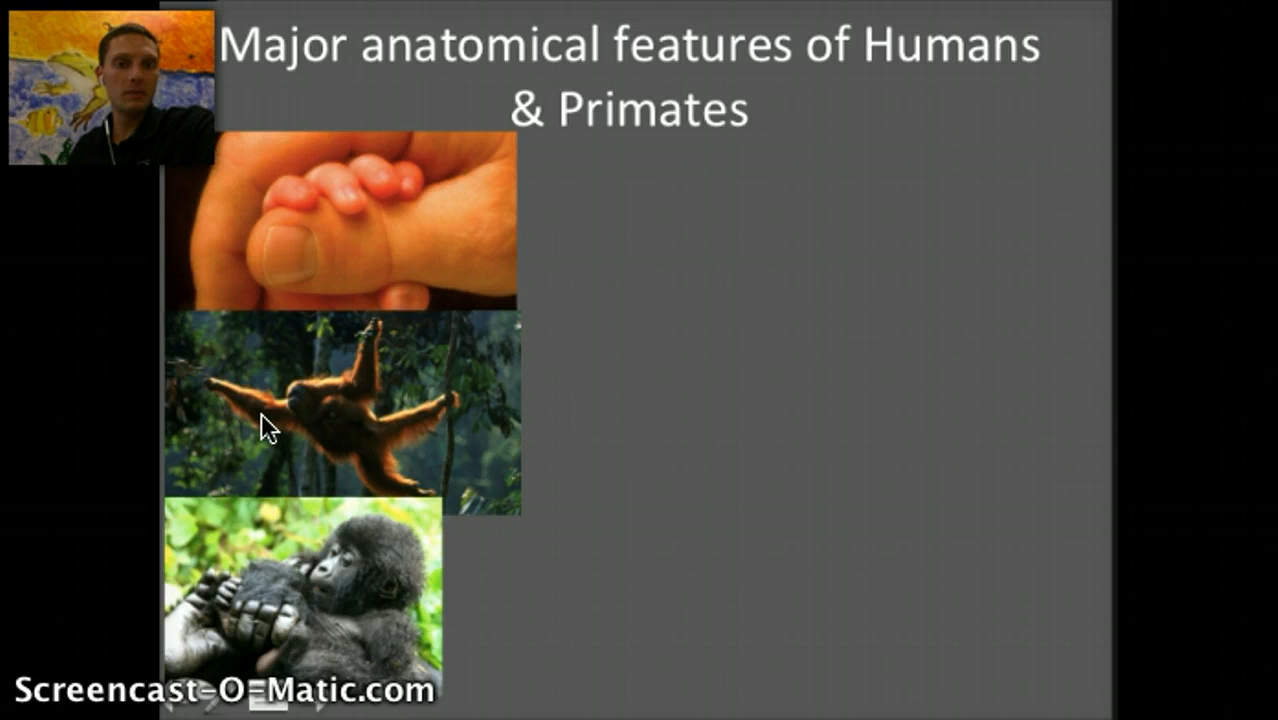 Major anatomical features of Humans
& Primates
Screencast-O-Matic.com